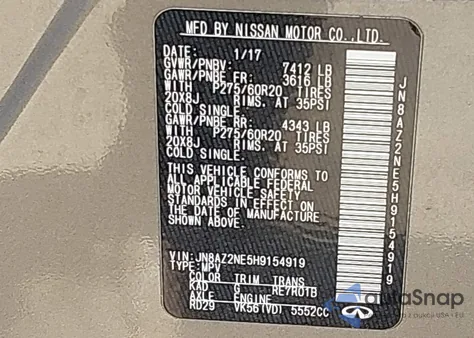 MFD BY NISSAN MOTOR CO.,LTD.
DATE: 1/17
GVWR/PNBV: 7412 LB
GAWR/PNBE FR: 3616 LB
WITH P275/60R20 TIRES
20X8J RIMS. AT 35PSI
COLD SINGLE.
GAWR/PNBE RR: 4343 LB
WITH P275/60R20 TIRES
20X8J RIMS. AT 35PSI
COLD SINGLE.
THIS VEHICLE CONFORMS TO
ALL APPLICABLE FEDERAL
MOTOR VEHICLE SAFETY
STANDARDS IN EFFECT ON
THE DATE OF MANUFACTURE
SHOWN ABOVE.
VIN: JN8AZ2NE5H9154919
TYPE: MPV
COLOR TRIM TRANS
KAD G RE7R01B
AXLE ENGINE
RD29 VK56(VD) 5552CC
JN8AZ2NE5H9154919
autoSnap